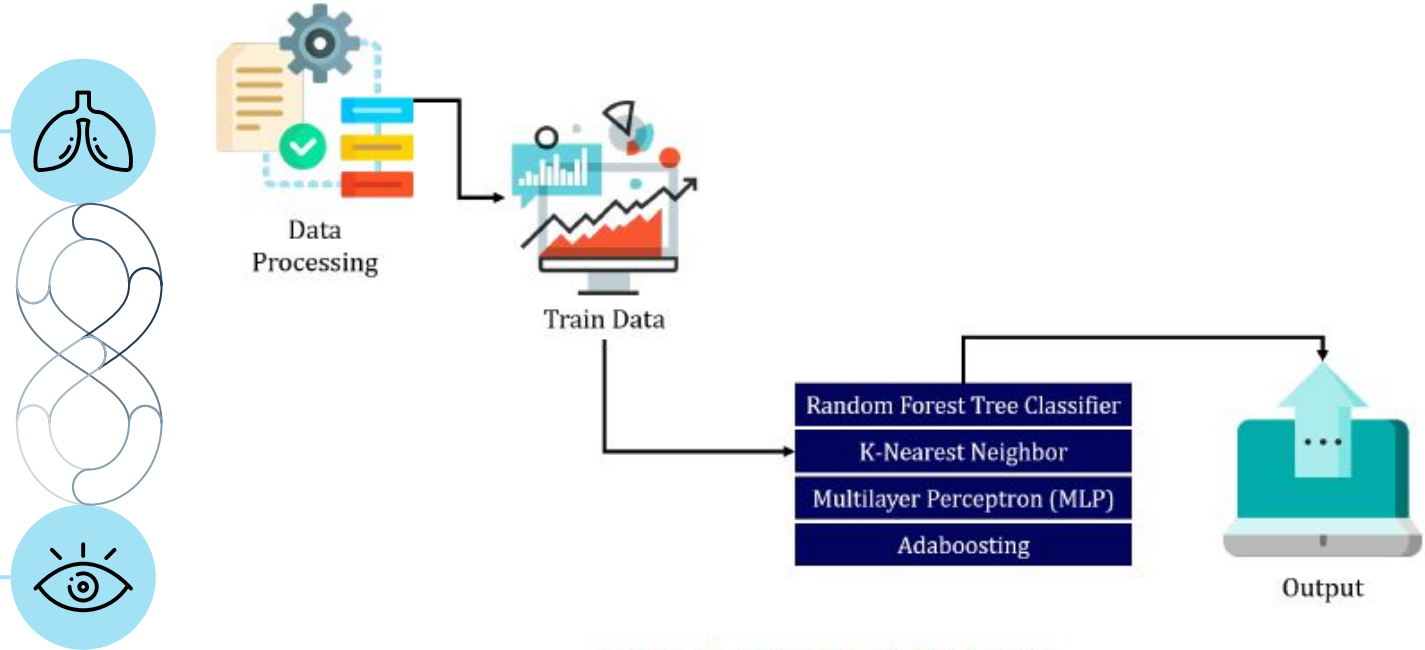 Data
Processing
Train Data
Random Forest Tree Classifier
K-Nearest Neighbor
Multilayer Perceptron (MLP)
Adaboosting
Output